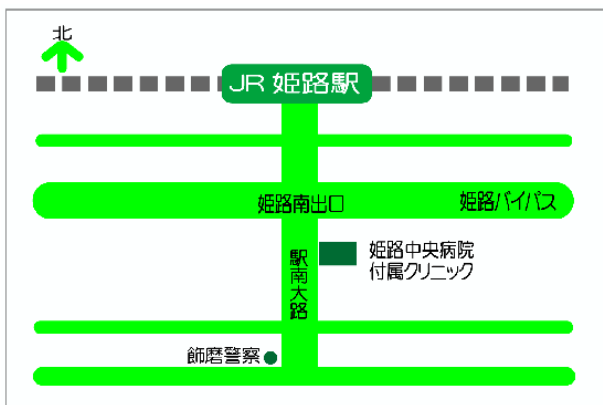 北
JR 姫路駅
姫路南出口
姫路バイパス
駅南大路
姫路中央病院
付属クリニック
飾磨警察